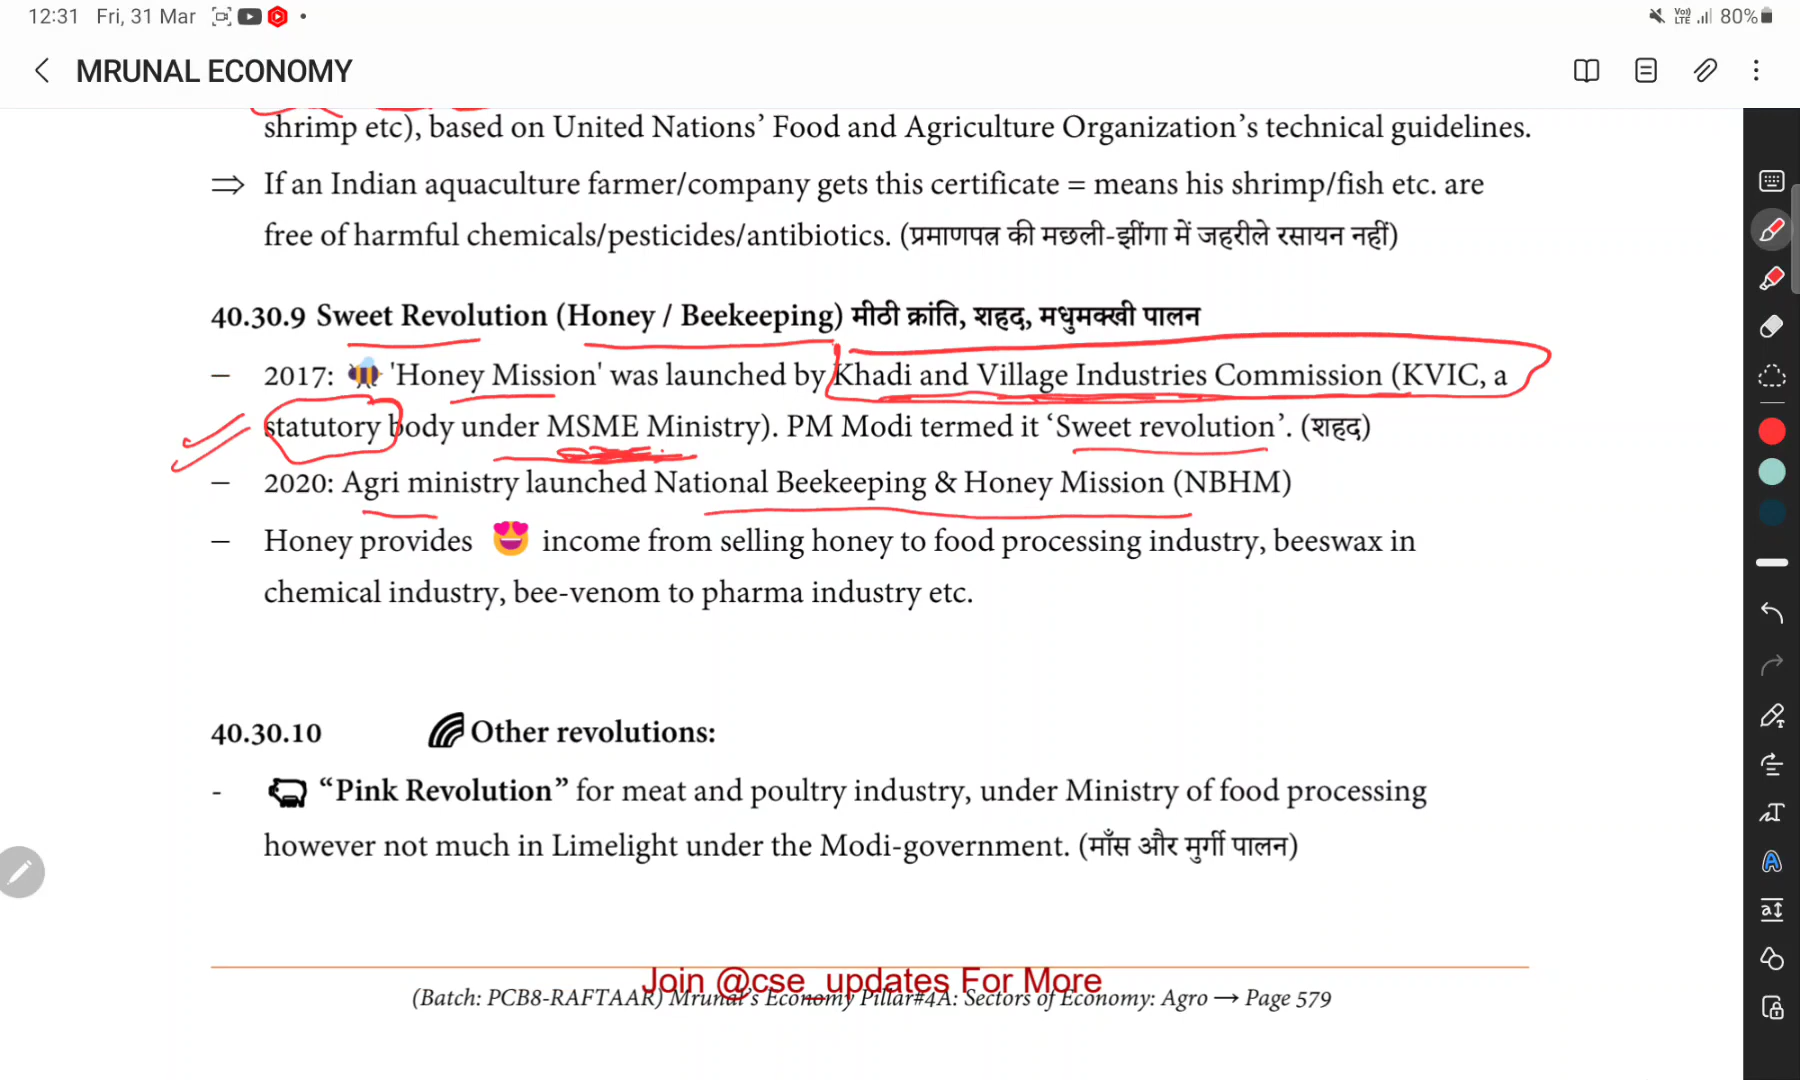 12:31 Fri, 31 Mar
Vo)) LTE 80%
MRUNAL ECONOMY
shrimp etc), based on United Nations’ Food and Agriculture Organization’s technical guidelines.
⇒ If an Indian aquaculture farmer/company gets this certificate = means his shrimp/fish etc. are
free of harmful chemicals/pesticides/antibiotics. (प्रमाणपत्र की मछली-झींगा में जहरीले रसायन नहीं)
40.30.9 Sweet Revolution (Honey / Beekeeping) मीठी क्रांति, शहद, मधुमक्खी पालन
– 2017: 🐝 'Honey Mission' was launched by Khadi and Village Industries Commission (KVIC, a
statutory body under MSME Ministry). PM Modi termed it ‘Sweet revolution’. (शहद)
– 2020: Agri ministry launched National Beekeeping & Honey Mission (NBHM)
– Honey provides 😍 income from selling honey to food processing industry, beeswax in
chemical industry, bee-venom to pharma industry etc.
40.30.10 Other revolutions:
- “Pink Revolution” for meat and poultry industry, under Ministry of food processing
however not much in Limelight under the Modi-government. (माँस और मुर्गी पालन)
Join @cse_updates For More
(Batch: PCB8-RAFTAAR) Mrunal’s Economy Pillar#4A: Sectors of Economy: Agro → Page 579